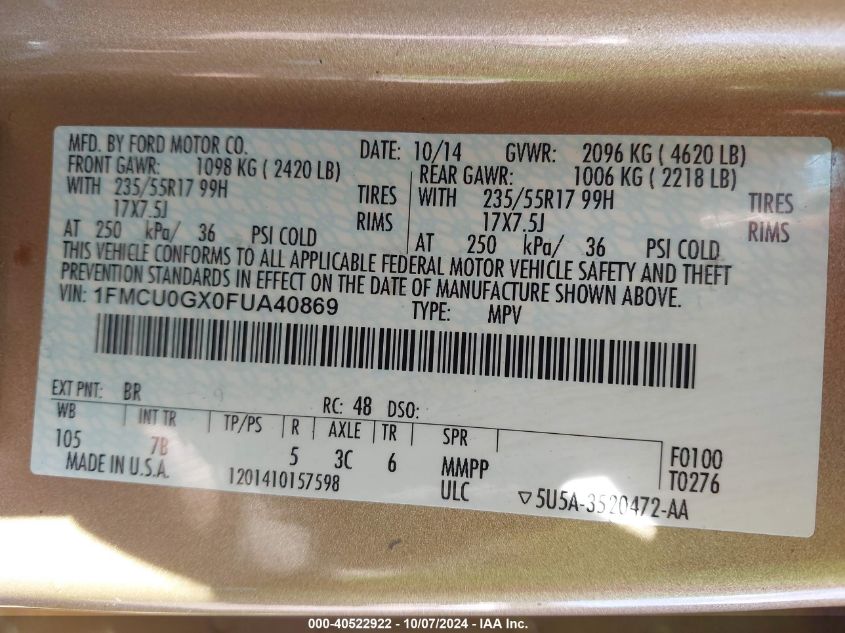 MFD. BY FORD MOTOR CO. DATE: 10/14 GVWR: 2096 KG ( 4620 LB)
FRONT GAWR: 1098 KG ( 2420 LB) REAR GAWR: 1006 KG ( 2218 LB)
WITH 235/55R17 99H TIRES WITH 235/55R17 99H TIRES
17X7.5J RIMS 17X7.5J RIMS
AT 250 kPa/ 36 PSI COLD AT 250 kPa/ 36 PSI COLD
THIS VEHICLE CONFORMS TO ALL APPLICABLE FEDERAL MOTOR VEHICLE SAFETY AND THEFT
PREVENTION STANDARDS IN EFFECT ON THE DATE OF MANUFACTURE SHOWN ABOVE.
VIN: 1FMCU0GX0FUA40869 TYPE: MPV
EXT PNT: BR RC: 48 DSO:
WB INT TR TP/PS R AXLE TR SPR
105 7B 5 3C 6 MMPP F0100
MADE IN U.S.A. 1201410157598 ULC T0276
▽5U5A-3520472-AA
000-40522922 - 10/07/2024 - IAA Inc.